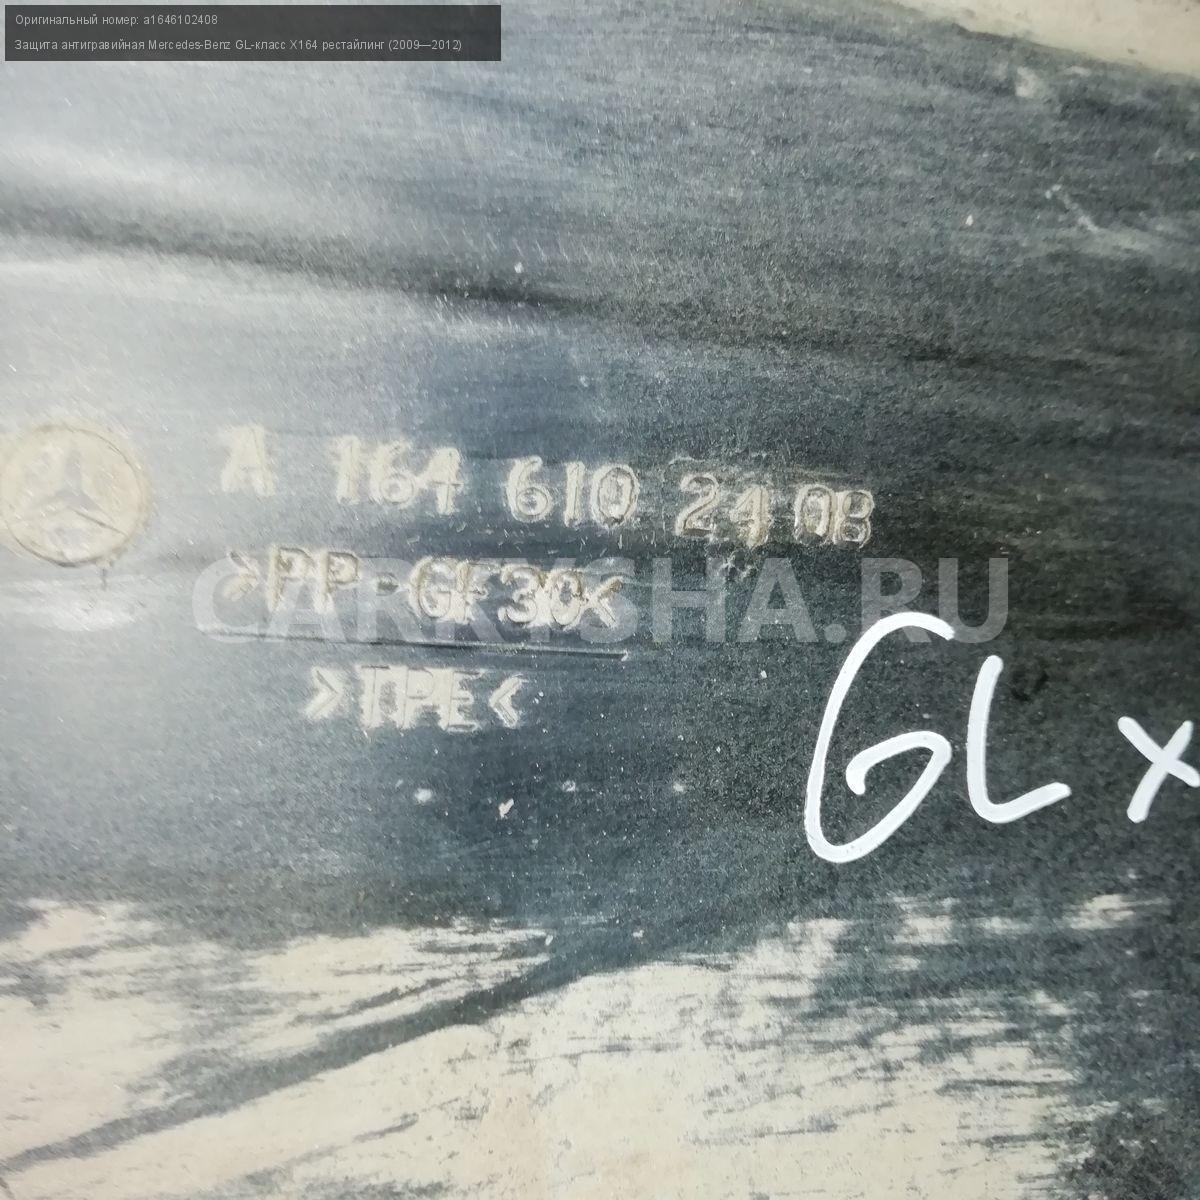 Оригинальный номер: a1646102408
Защита антигравийная Mercedes-Benz GL-класс X164 рестайлинг (2009—2012)
A 164 610 24 08
>PP-GF30<
>TPE<
CARRYSHA.RU
GL x